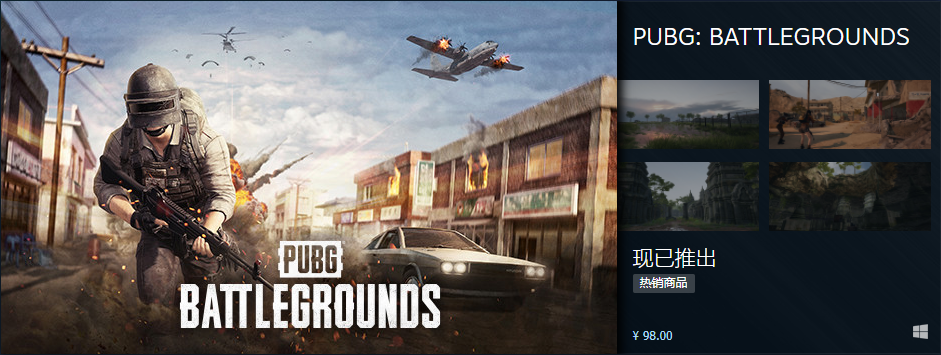 PUBG
BATTLEGROUNDS
PUBG: BATTLEGROUNDS
现已推出
热销商品
¥ 98.00